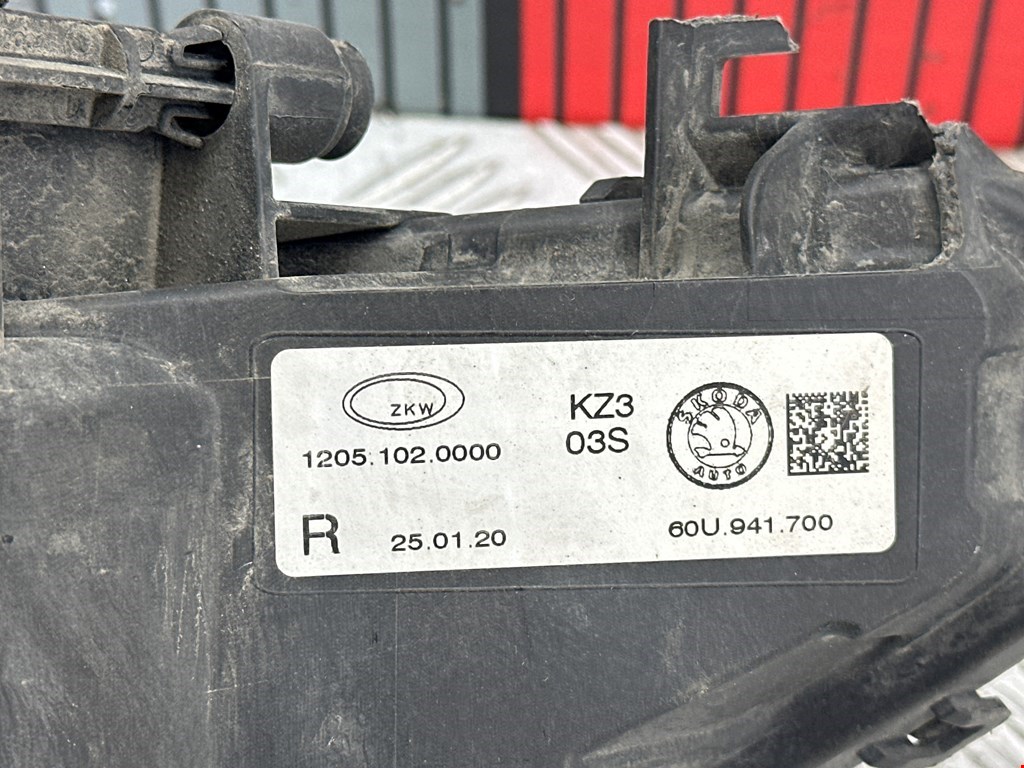 ZKW
1205.102.0000
R
25.01.20
KZ3
03S
ŠKODA
AUTO
60U.941.700